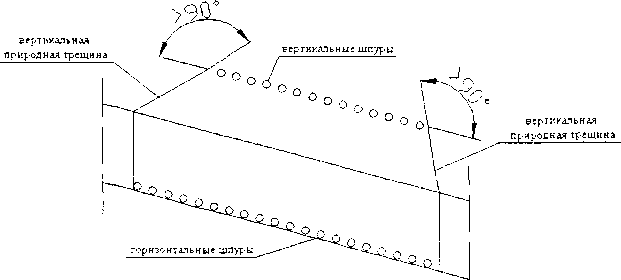 >90°
вертикальная
природная трещина
вертикальные шпуры
>90°
вертикальная
природная трещина
горизонтальные шпуры